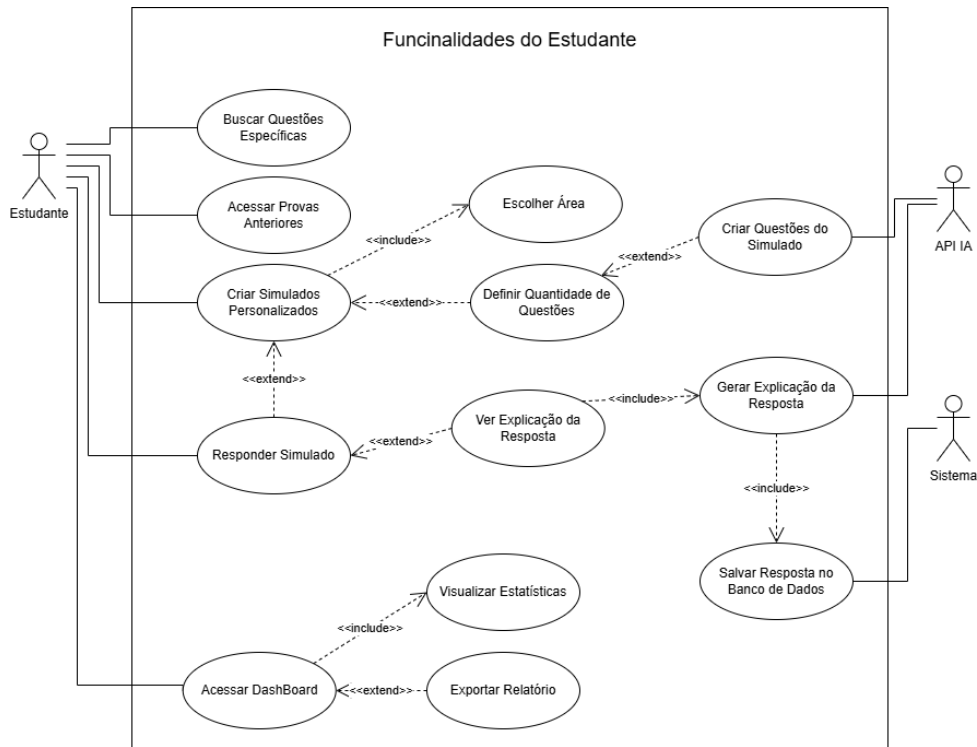 Funcinalidades do Estudante
Buscar Questões
Específicas
Estudante
Acessar Provas
Anteriores
Escolher Área
<<include>>
Criar Questões do
Simulado
API IA
<<extend>>
Criar Simulados
Personalizados
<<extend>>
Definir Quantidade de
Questões
<<extend>>
Responder Simulado
<<extend>>
Ver Explicação da
Resposta
<<include>>
Gerar Explicação da
Resposta
Sistema
<<include>>
Salvar Resposta no
Banco de Dados
Visualizar Estatísticas
<<include>>
Acessar DashBoard
<<extend>>
Exportar Relatório